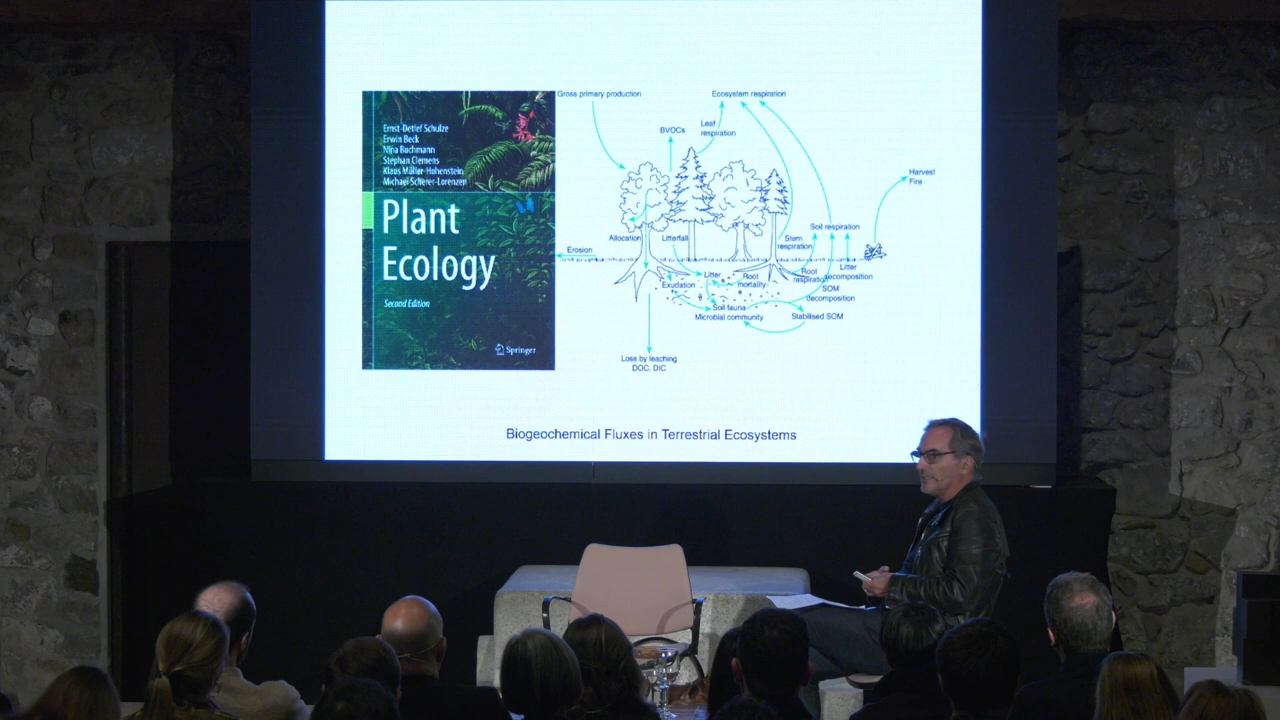 Ernst-Detlef Schulze
Erwin Beck
Nina Buchmann
Stephan Clemens
Klaus Müller-Hohenstein
Michael Scherer-Lorenzen
Plant
Ecology
Second Edition
Springer
Gross primary production
Ecosystem respiration
BVOCs
Leaf
respiration
Harvest
Fire
Allocation
Litterfall
Stem
respiration
Soil respiration
Erosion
Litter
Root
mortality
Root
respiration
Litter
decomposition
Exudation
SOM
decomposition
Soil fauna
Microbial community
Stabilised SOM
Loss by leaching
DOC, DIC
Biogeochemical Fluxes in Terrestrial Ecosystems